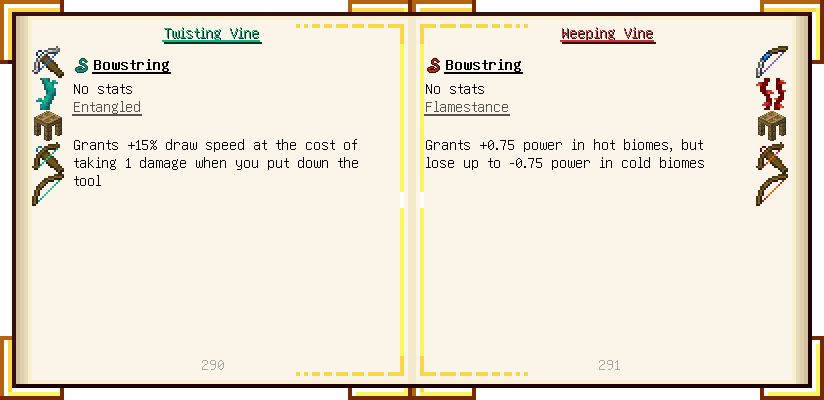 Twisting Vine
Bowstring
No stats
Entangled
Grants +15% draw speed at the cost of
taking 1 damage when you put down the
tool
290
Weeping Vine
Bowstring
No stats
Flamestance
Grants +0.75 power in hot biomes, but
lose up to -0.75 power in cold biomes
291